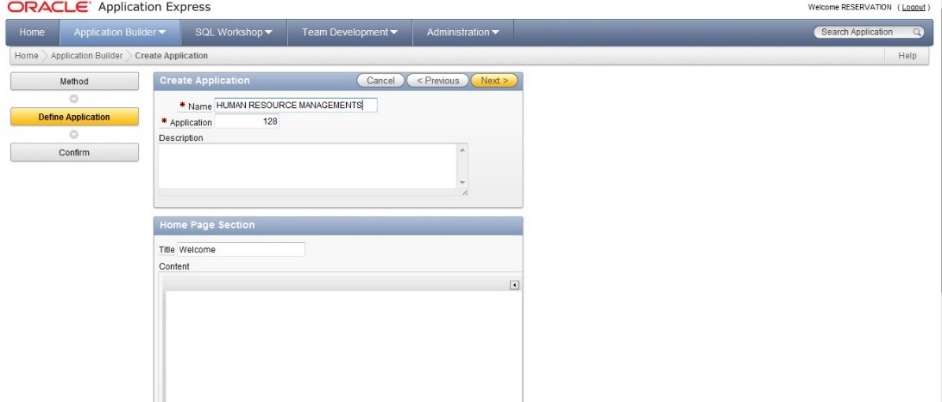 ORACLE Application Express
Welcome RESERVATION ( Logout )
Home Application Builder SQL Workshop Team Development Administration Search Application
Home Application Builder Create Application Help
Method
Define Application
Confirm
Create Application Cancel < Previous Next >
* Name HUMAN RESOURCE MANAGEMENTS
* Application 128
Description
Home Page Section
Title Welcome
Content